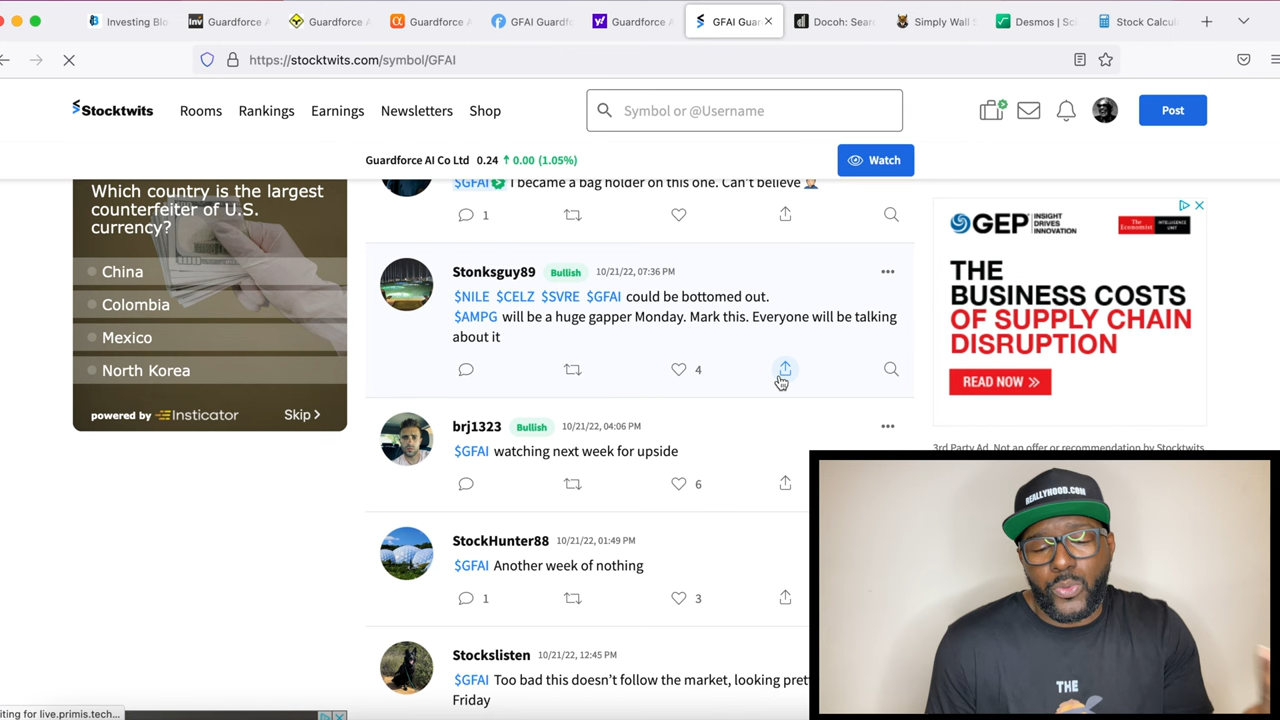 Investing Blo
Guardforce A
Guardforce A
Guardforce A
GFAI Guardf
Guardforce A
GFAI Guar
Docoh: Sear
Simply Wall S
Desmos | Sci
Stock Calcul
https://stocktwits.com/symbol/GFAI
Stocktwits
Rooms
Rankings
Earnings
Newsletters
Shop
Symbol or @Username
Post
Guardforce AI Co Ltd 0.24 ↑ 0.00 (1.05%)
Watch
Which country is the largest
counterfeiter of U.S.
currency?
China
Colombia
Mexico
North Korea
powered by Insticator
Skip
$GFAI I became a bag holder on this one. Can't believe
1
Stonksguy89 Bullish 10/21/22, 07:36 PM
$NILE $CELZ $SVRE $GFAI could be bottomed out.
$AMPG will be a huge gapper Monday. Mark this. Everyone will be talking
about it
4
brj1323 Bullish 10/21/22, 04:06 PM
$GFAI watching next week for upside
6
StockHunter88 10/21/22, 01:49 PM
$GFAI Another week of nothing
1
3
Stockslisten 10/21/22, 12:45 PM
$GFAI Too bad this doesn't follow the market, looking pret
Friday
GEP INSIGHT
DRIVES
INNOVATION
The
Economist
INTELLIGENCE
UNIT
THE
BUSINESS COSTS
OF SUPPLY CHAIN
DISRUPTION
READ NOW
3rd Party Ad. Not an offer or recommendation by Stocktwits.
REALLYHOOD.COM
THE
iting for live.primis.tech...